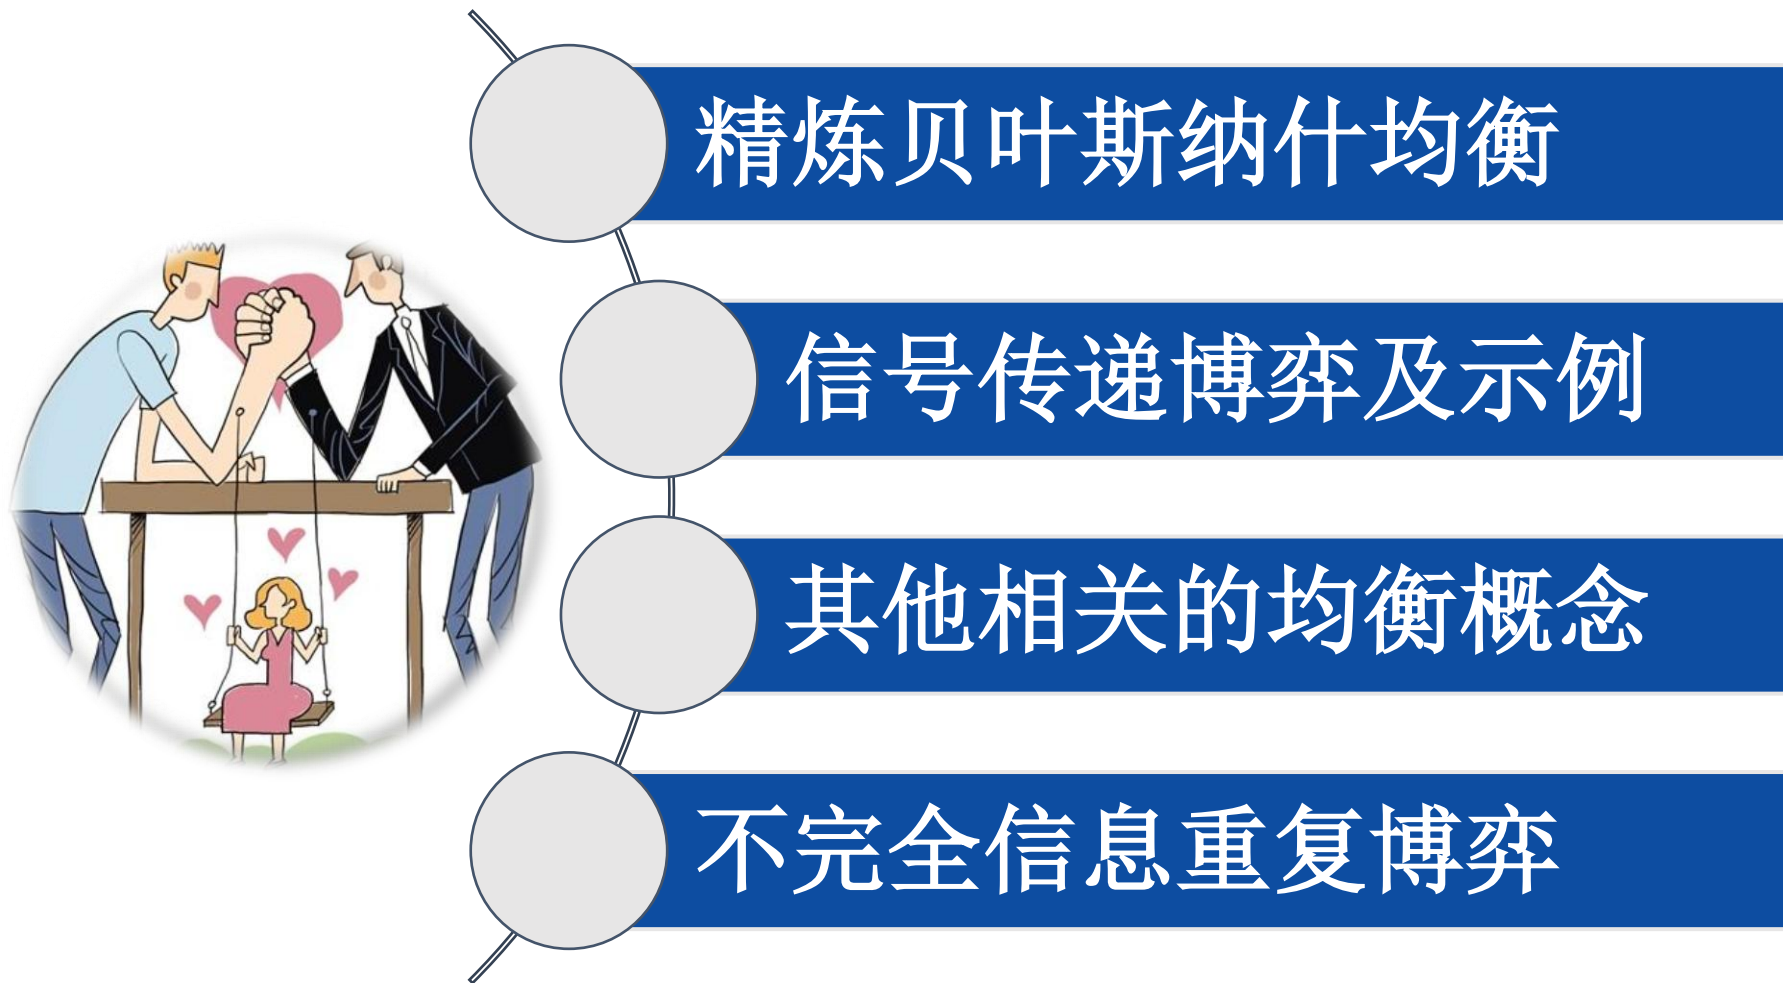 精炼贝叶斯纳什均衡
信号传递博弈及示例
其他相关的均衡概念
不完全信息重复博弈